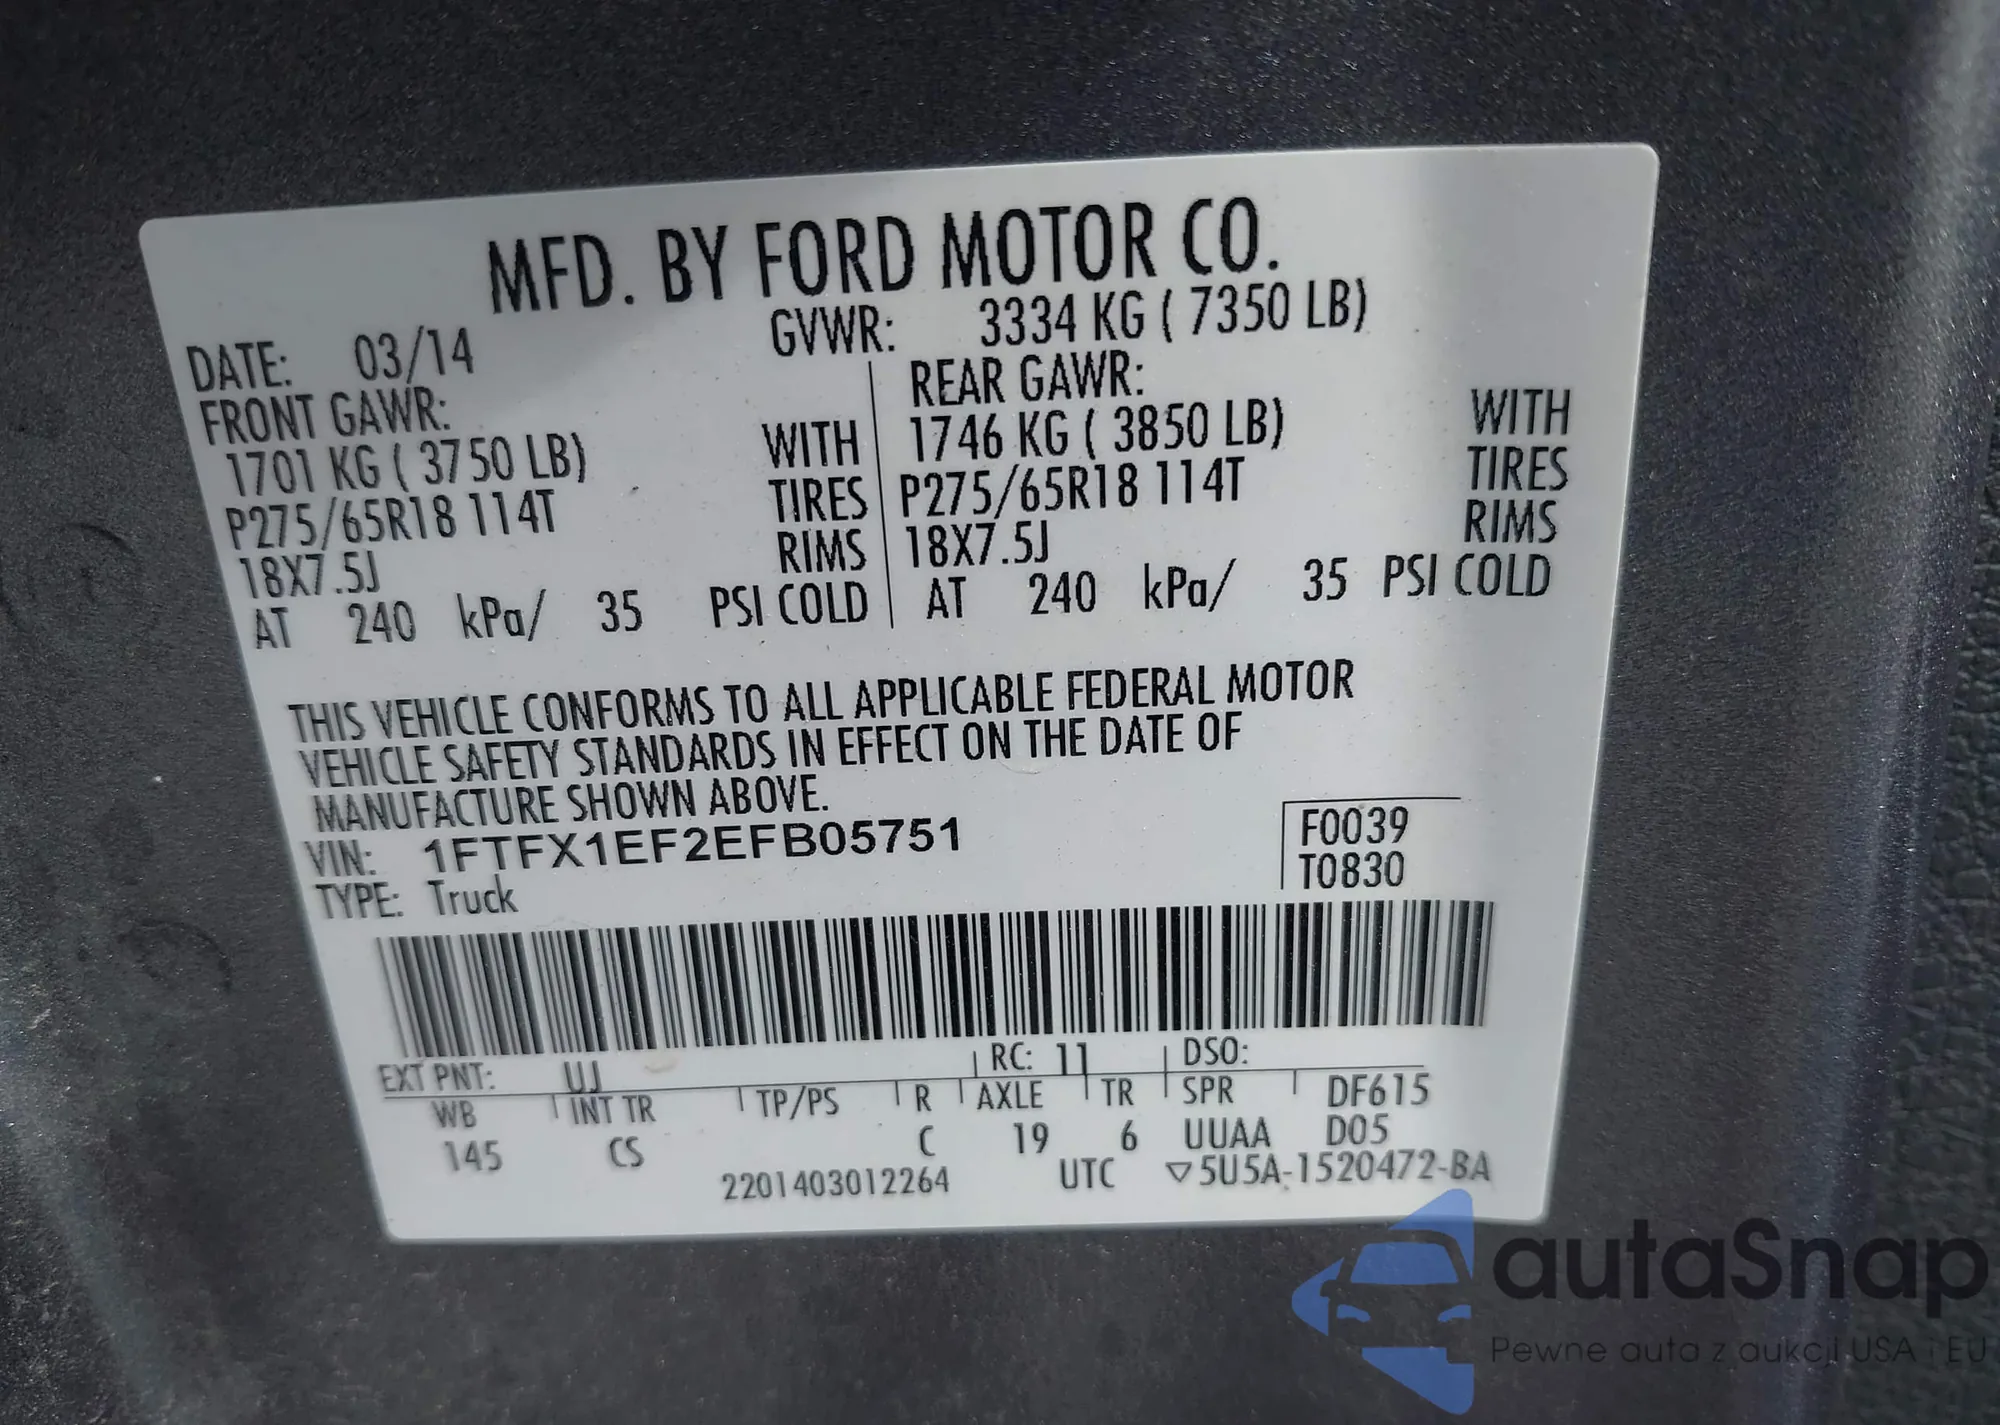 MFD. BY FORD MOTOR CO.
DATE: 03/14 GVWR: 3334 KG ( 7350 LB)
FRONT GAWR: REAR GAWR:
1701 KG ( 3750 LB) WITH 1746 KG ( 3850 LB) WITH
P275/65R18 114T TIRES P275/65R18 114T TIRES
18X7.5J RIMS 18X7.5J RIMS
AT 240 kPa/ 35 PSI COLD AT 240 kPa/ 35 PSI COLD
THIS VEHICLE CONFORMS TO ALL APPLICABLE FEDERAL MOTOR
VEHICLE SAFETY STANDARDS IN EFFECT ON THE DATE OF
MANUFACTURE SHOWN ABOVE.
VIN: 1FTFX1EF2EFB05751 F0039
TYPE: Truck T0830
EXT PNT: UJ RC: 11 DSO:
WB INT TR TP/PS R AXLE TR SPR DF615
145 CS C 19 6 UUAA D05
2201403012264 UTC ▽5U5A-1520472-BA
autaSnap
Pewne auta z aukcji USA i EU